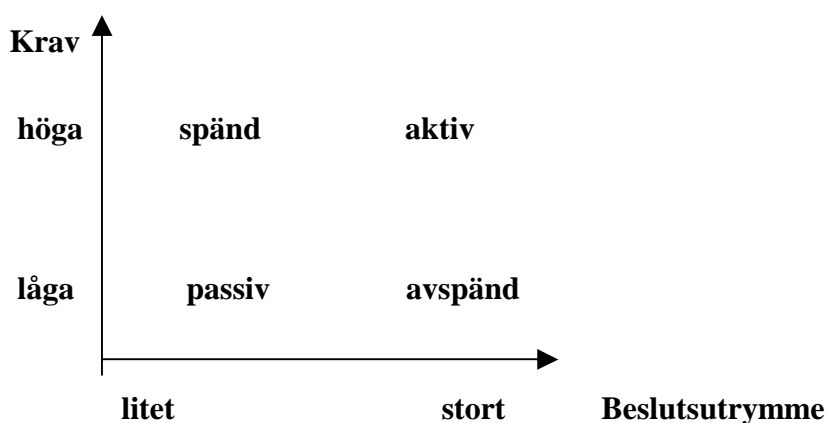 Krav
höga spänd aktiv
låga passiv avspänd
litet stort Beslutsutrymme